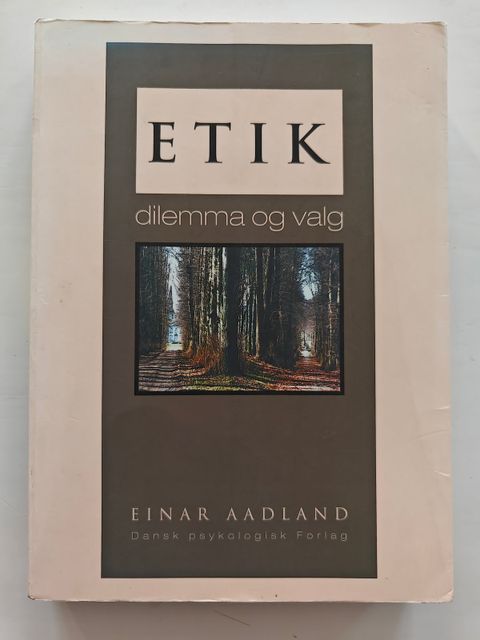 ETIK
dilemma og valg
EINAR AADLAND
Dansk psykologisk Forlag